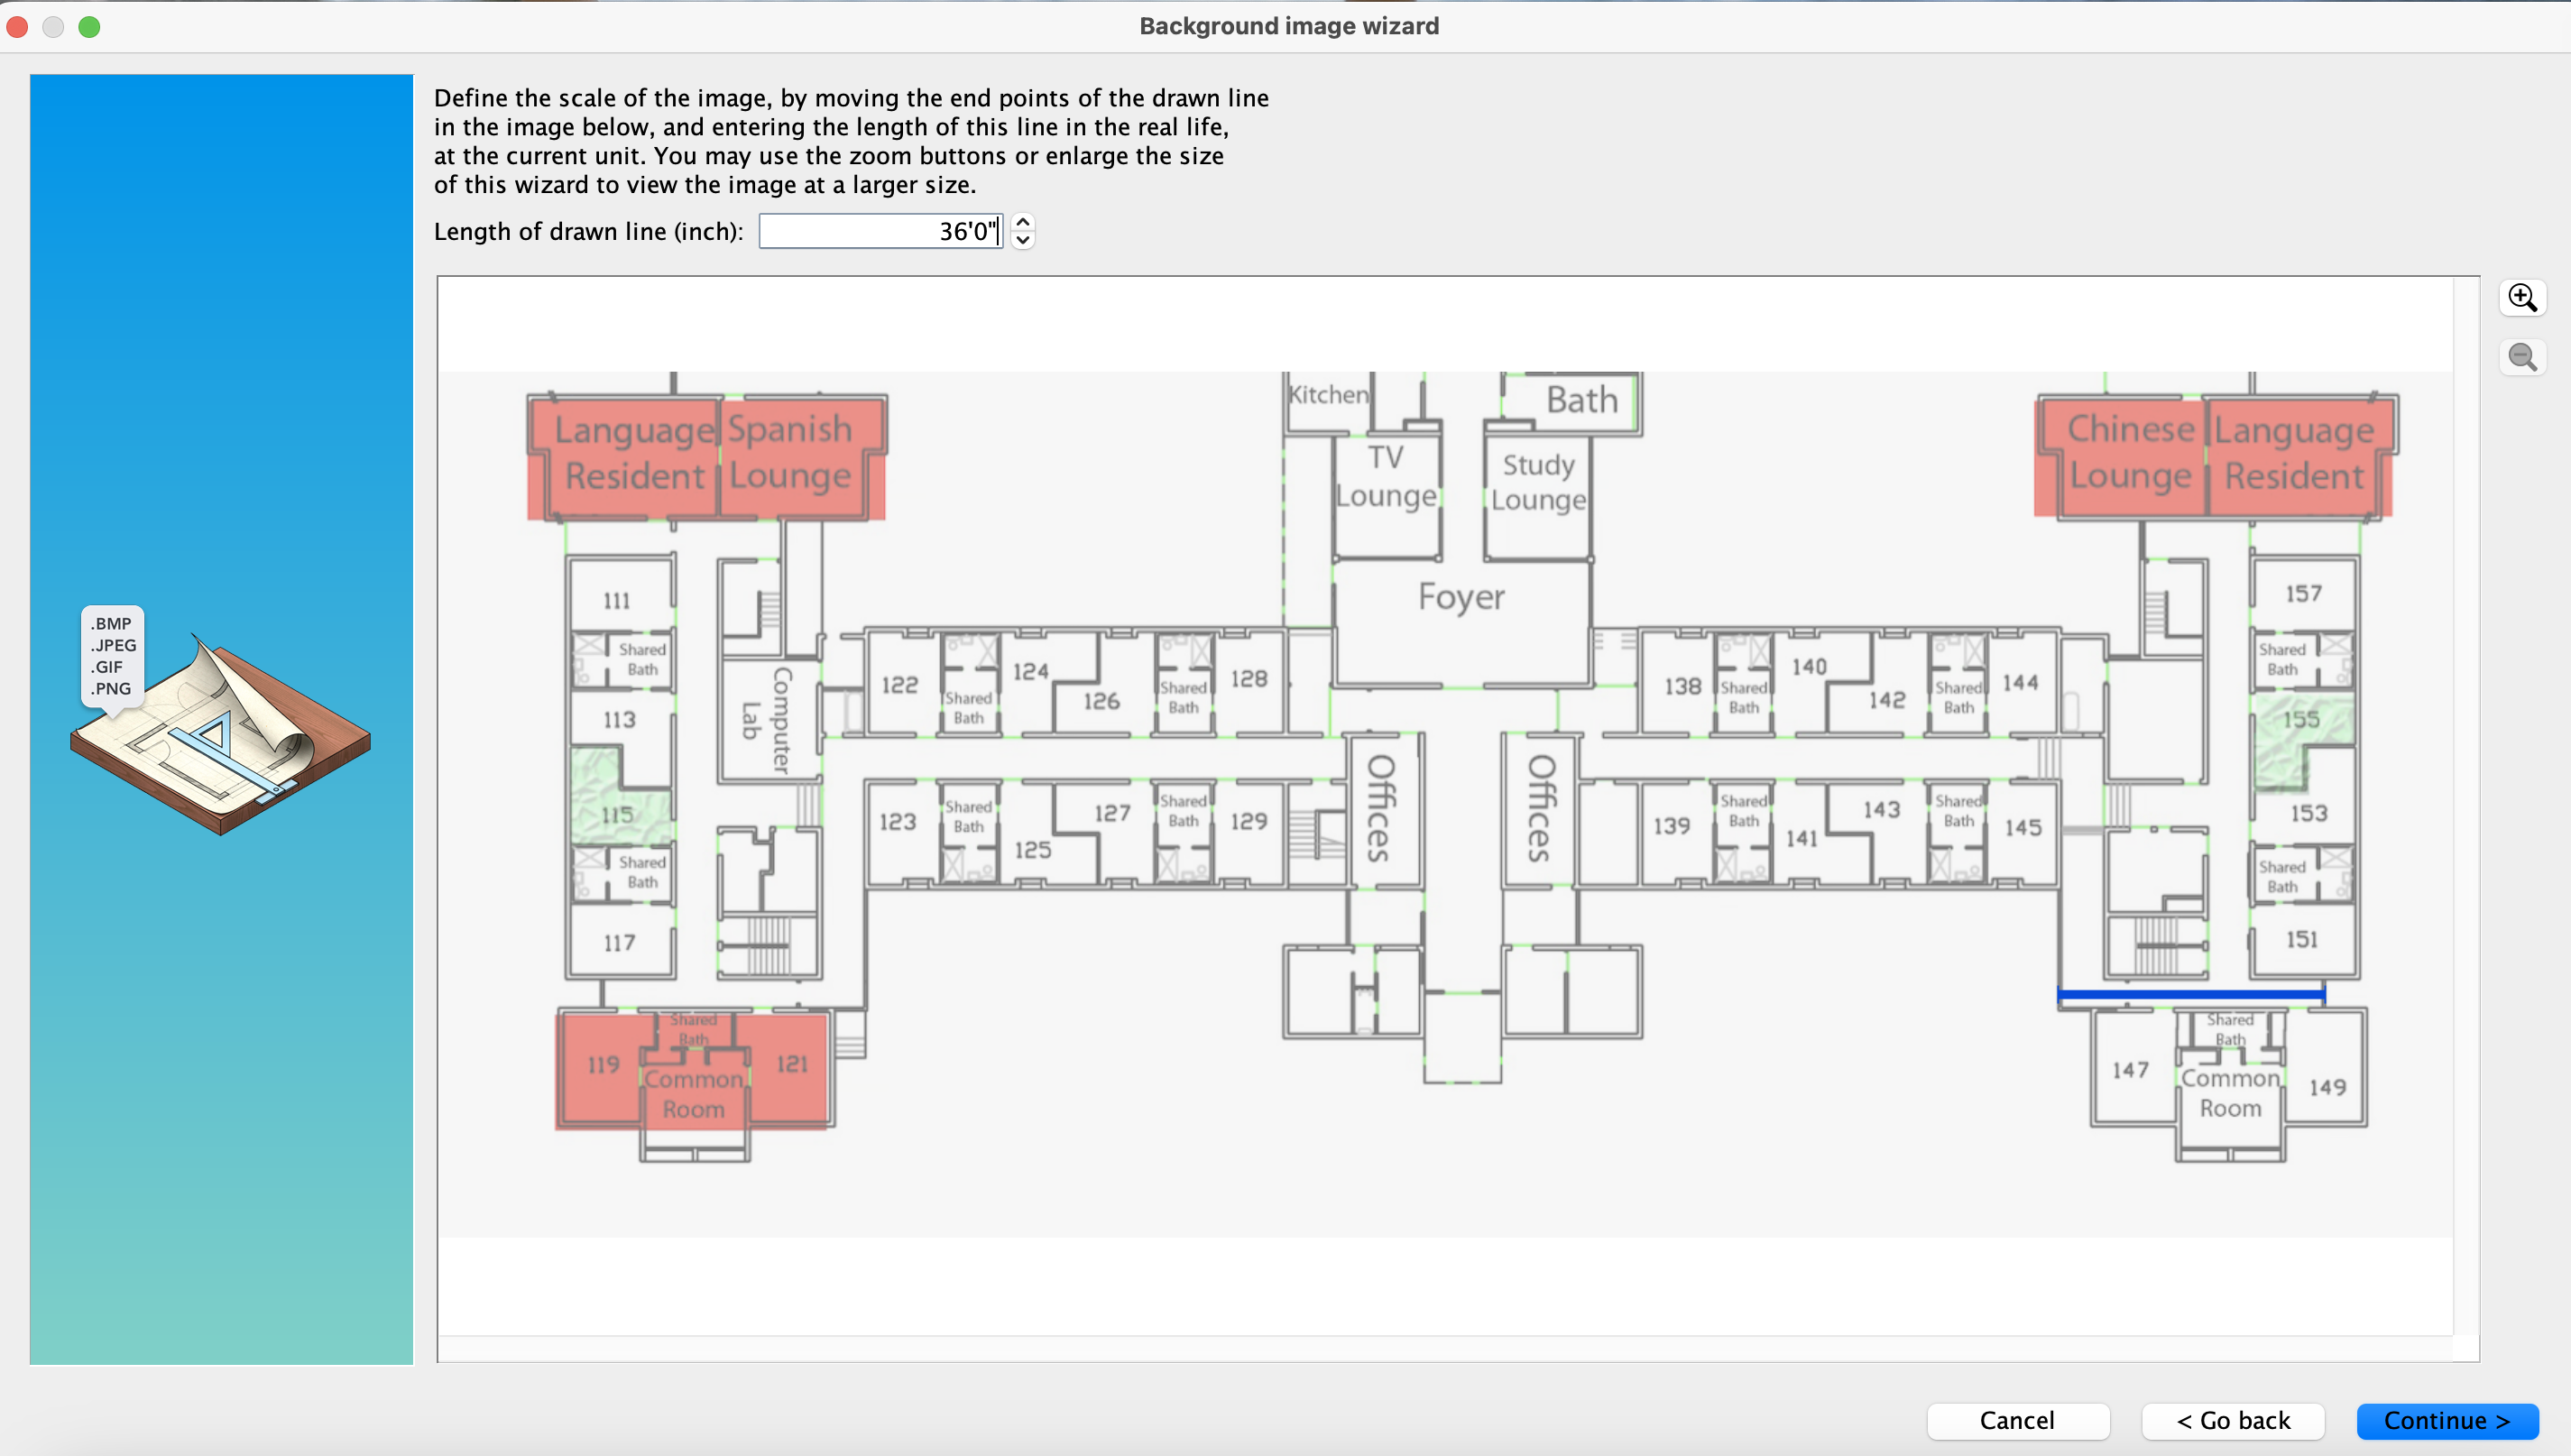 Background image wizard
Define the scale of the image, by moving the end points of the drawn line
in the image below, and entering the length of this line in the real life,
at the current unit. You may use the zoom buttons or enlarge the size
of this wizard to view the image at a larger size.
Length of drawn line (inch): 36'0"
.BMP
.JPEG
.GIF
.PNG
Language
Resident
Spanish
Lounge
Kitchen
Bath
TV
Lounge
Study
Lounge
Foyer
Chinese
Lounge
Language
Resident
111
Shared
Bath
113
115
Shared
Bath
117
Computer
Lab
122
Shared
Bath
124
126
Shared
Bath
128
123
Shared
Bath
125
127
Shared
Bath
129
Offices
Offices
138
Shared
Bath
140
142
Shared
Bath
144
139
Shared
Bath
141
143
Shared
Bath
145
157
Shared
Bath
155
153
Shared
Bath
151
119
Shared
Bath
Common
Room
121
147
Shared
Bath
Common
Room
149
Cancel
< Go back
Continue >